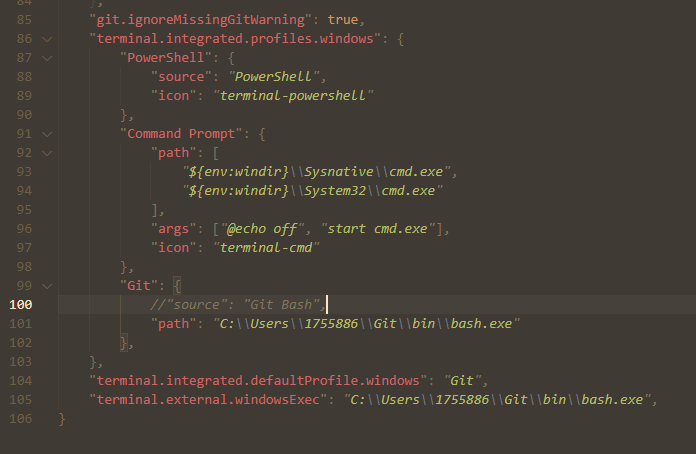 84 },
85 "git.ignoreMissingGitWarning": true,
86 "terminal.integrated.profiles.windows": {
87 "PowerShell": {
88 "source": "PowerShell",
89 "icon": "terminal-powershell"
90 },
91 "Command Prompt": {
92 "path": [
93 "${env:windir}\\Sysnative\\cmd.exe",
94 "${env:windir}\\System32\\cmd.exe"
95 ],
96 "args": ["@echo off", "start cmd.exe"],
97 "icon": "terminal-cmd"
98 },
99 "Git": {
100 //"source": "Git Bash",
101 "path": "C:\\Users\\1755886\\Git\\bin\\bash.exe"
102 },
103 },
104 "terminal.integrated.defaultProfile.windows": "Git",
105 "terminal.external.windowsExec": "C:\\Users\\1755886\\Git\\bin\\bash.exe",
106 }